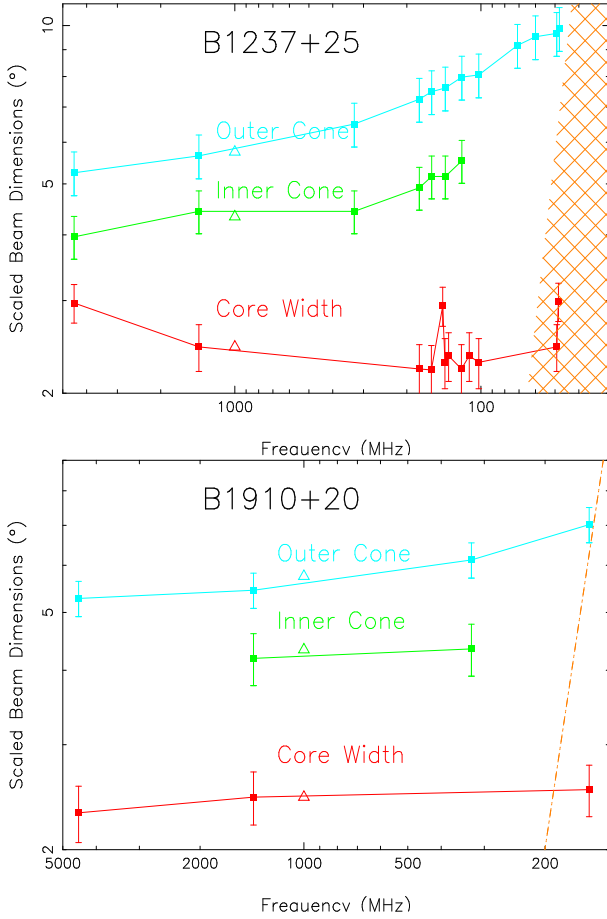 B1237+25
10
Outer Cone
5
Inner Cone
Core Width
2
Scaled Beam Dimensions (°)
1000
100
Frequency (MHz)
B1910+20
Outer Cone
5
Inner Cone
Core Width
2
Scaled Beam Dimensions (°)
5000
2000
1000
500
200
Frequency (MHz)